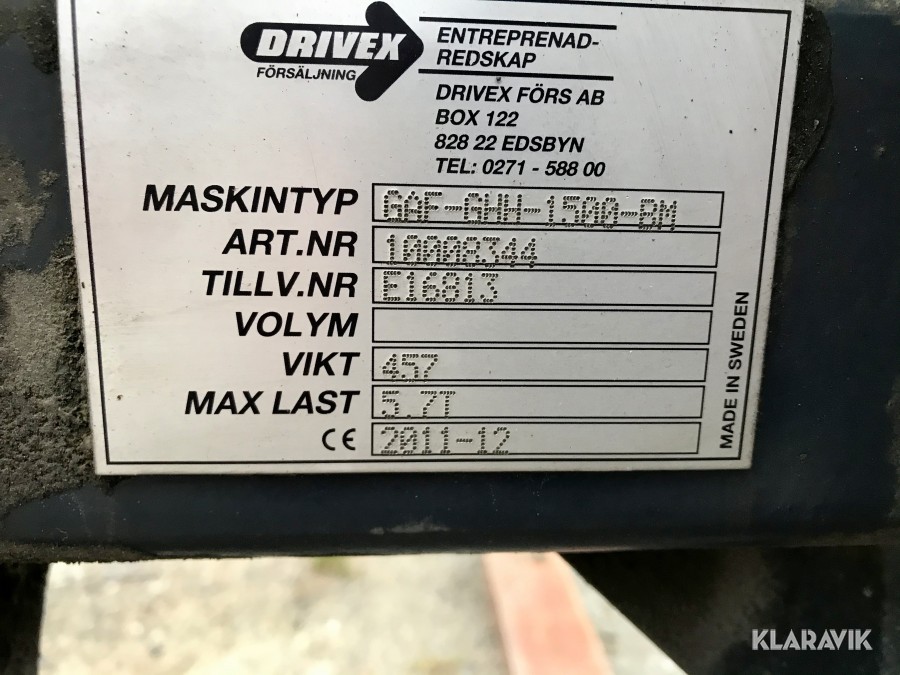 DRIVEX
FÖRSÄLJNING
ENTREPRENAD-
REDSKAP
DRIVEX FÖRS AB
BOX 122
828 22 EDSBYN
TEL: 0271 - 588 00
MASKINTYP GAF-GHH-1500-BM
ART.NR 10008344
TILLV.NR E16813
VOLYM
VIKT 457
MAX LAST 5.7T
CE 2011-12
MADE IN SWEDEN
KLARAVIK